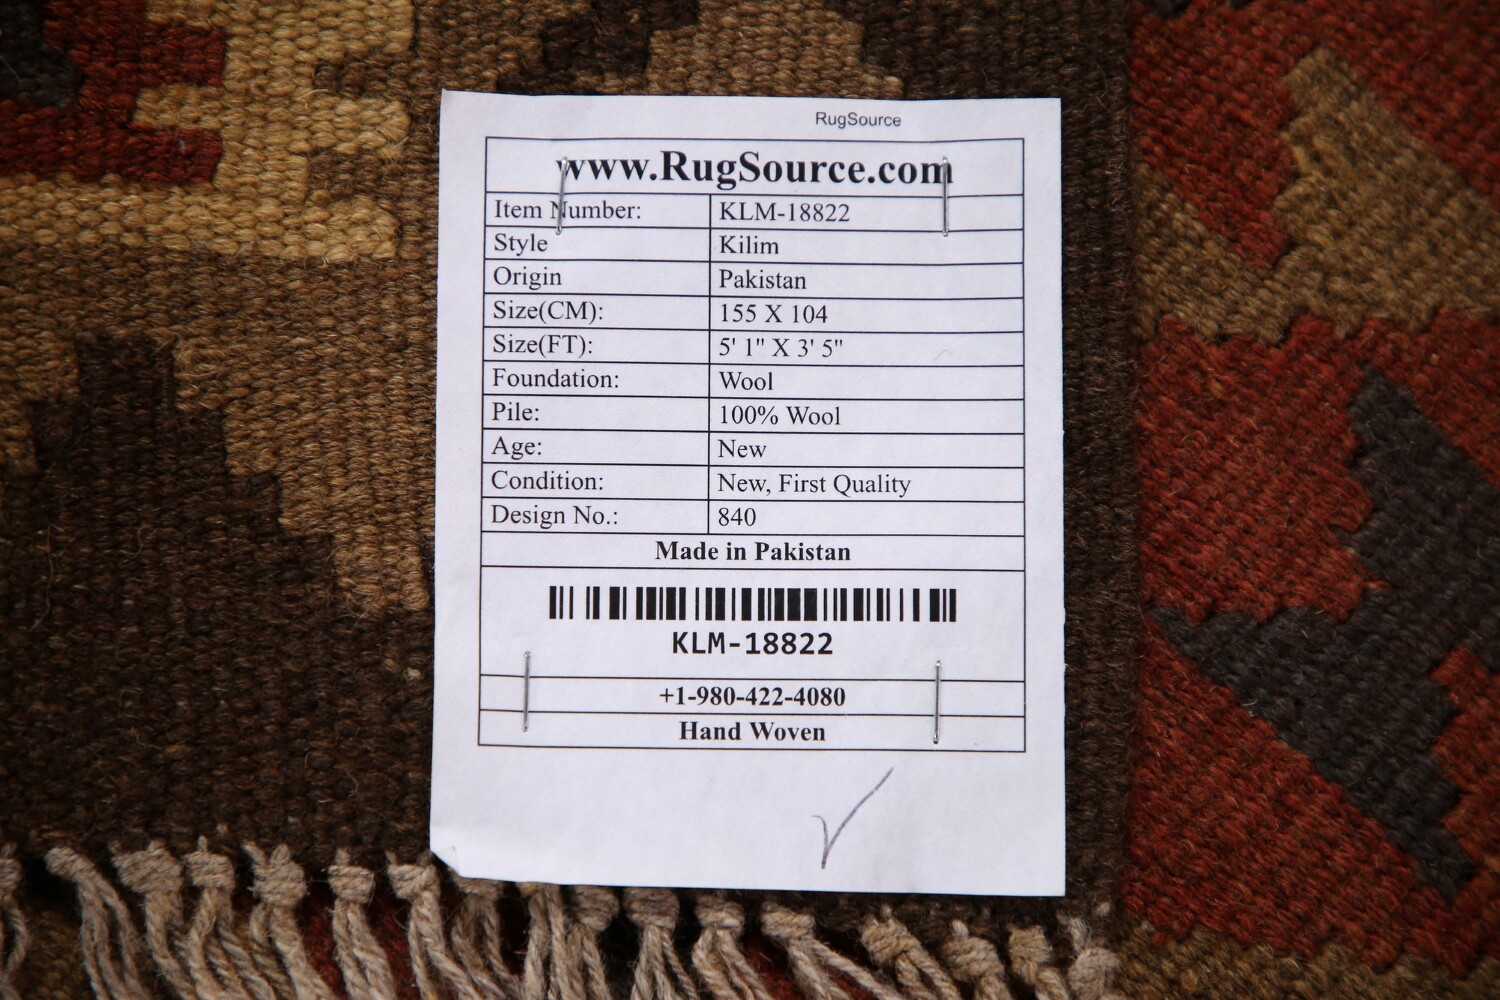 RugSource
www.RugSource.com
Item Number: KLM-18822
Style Kilim
Origin Pakistan
Size(CM): 155 X 104
Size(FT): 5' 1" X 3' 5"
Foundation: Wool
Pile: 100% Wool
Age: New
Condition: New, First Quality
Design No.: 840
Made in Pakistan
KLM-18822
+1-980-422-4080
Hand Woven